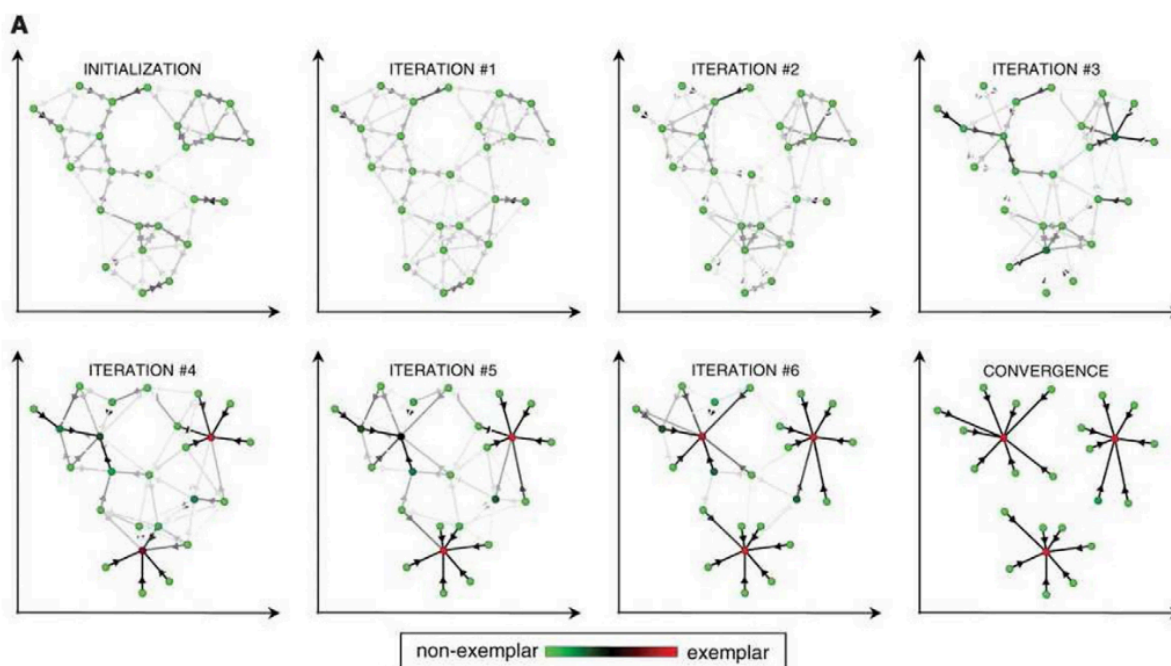 A
INITIALIZATION
ITERATION #1
ITERATION #2
ITERATION #3
ITERATION #4
ITERATION #5
ITERATION #6
CONVERGENCE
non-exemplar
exemplar